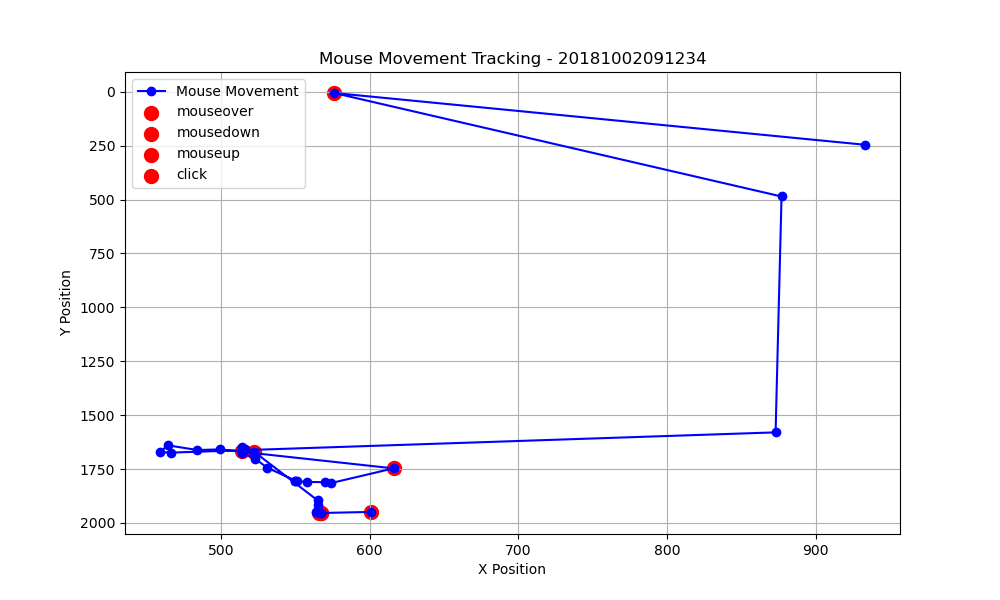 Mouse Movement Tracking - 20181002091234
Mouse Movement
mouseover
mousedown
mouseup
click
0
250
500
750
1000
1250
1500
1750
2000
Y Position
500
600
700
800
900
X Position